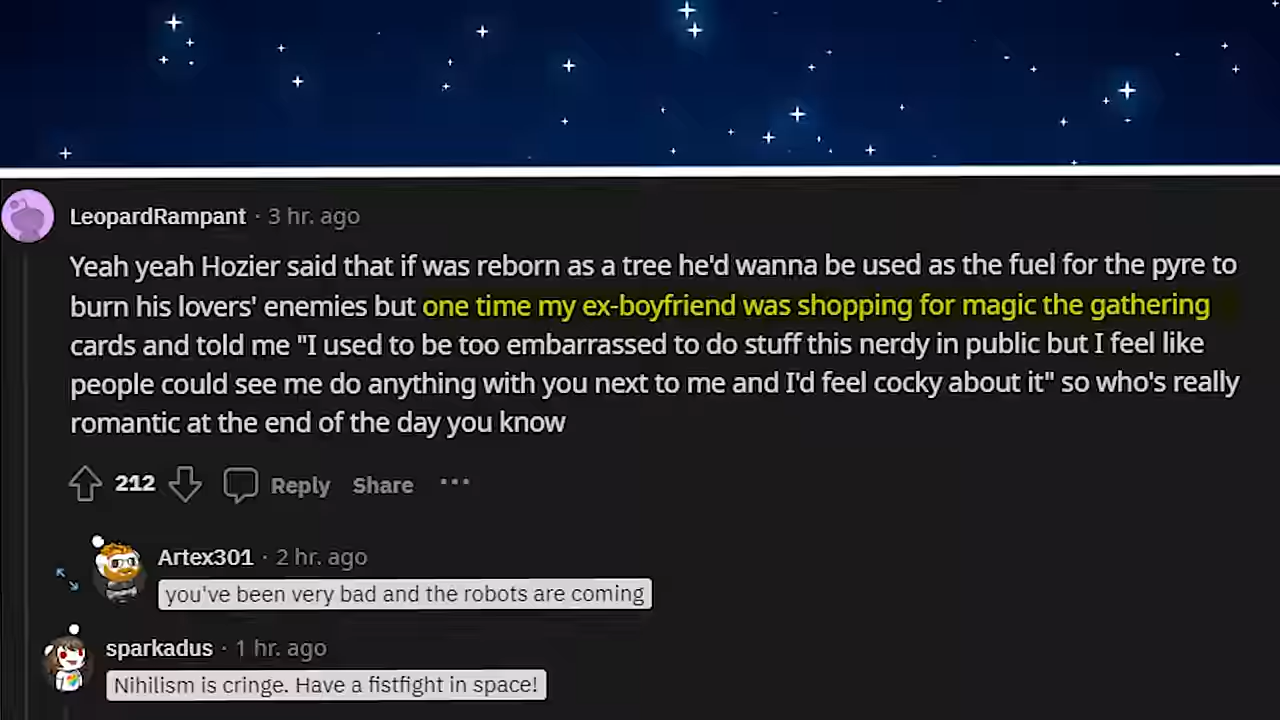 LeopardRampant · 3 hr. ago
Yeah yeah Hozier said that if was reborn as a tree he'd wanna be used as the fuel for the pyre to
burn his lovers' enemies but one time my ex-boyfriend was shopping for magic the gathering
cards and told me "I used to be too embarrassed to do stuff this nerdy in public but I feel like
people could see me do anything with you next to me and I'd feel cocky about it" so who's really
romantic at the end of the day you know
212 Reply Share ...
Artex301 · 2 hr. ago
you've been very bad and the robots are coming
sparkadus · 1 hr. ago
Nihilism is cringe. Have a fistfight in space!